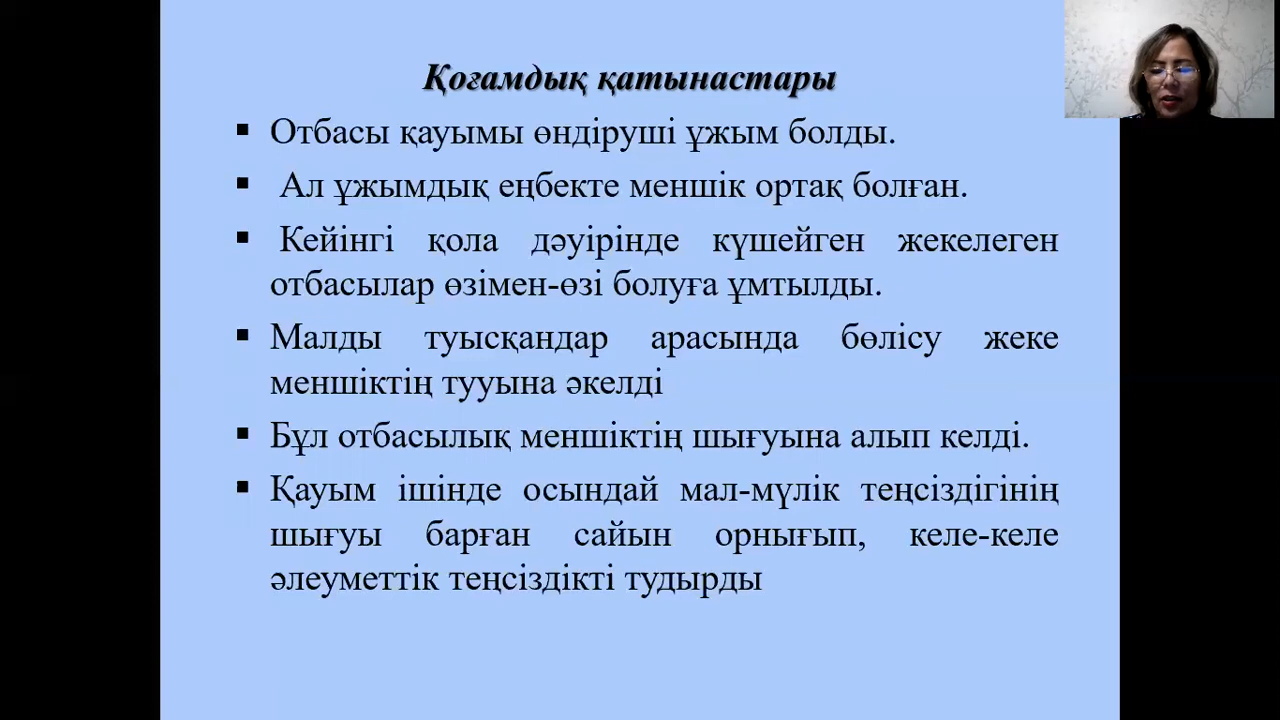 Қоғамдық қатынастары
▪ Отбасы қауымы өндіруші ұжым болды.
▪ Ал ұжымдық еңбекте меншік ортақ болған.
▪ Кейінгі қола дәуірінде күшейген жекелеген
отбасылар өзімен-өзі болуға ұмтылды.
▪ Малды туысқандар арасында бөлісу жеке
меншіктің тууына әкелді
▪ Бұл отбасылық меншіктің шығуына алып келді.
▪ Қауым ішінде осындай мал-мүлік теңсіздігінің
шығуы барған сайын орнығып, келе-келе
әлеуметтік теңсіздікті тудырды